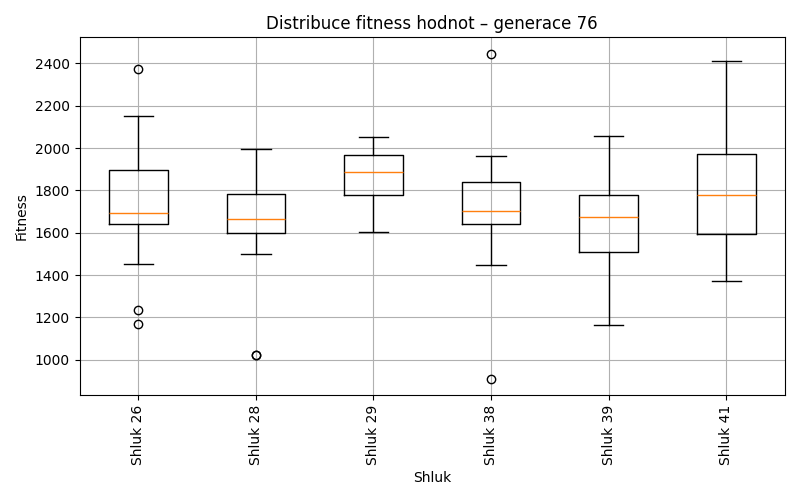 Distribuce fitness hodnot – generace 76
Fitness
2400
2200
2000
1800
1600
1400
1200
1000
Shluk 26
Shluk 28
Shluk 29
Shluk 38
Shluk 39
Shluk 41
Shluk